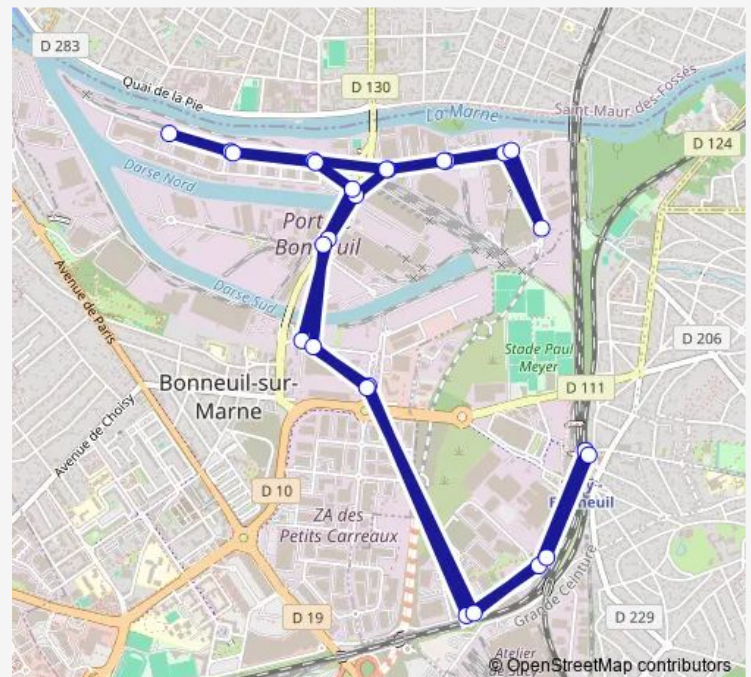 D 283
Quai de la Pie
D 130
La Marne
Saint-Maur-des-Fossés
D 124
Darse Nord
Port
Darse Sud
Avenue de Paris
Stade Paul
Meyer
D 206
Bonneuil-sur-
Marne
D 111
Avenue de Choisy
D 10
ZA des
Petits Carreaux
Grande Ceinture
D 19
D 229
Atelier
© OpenStreetMap contributors